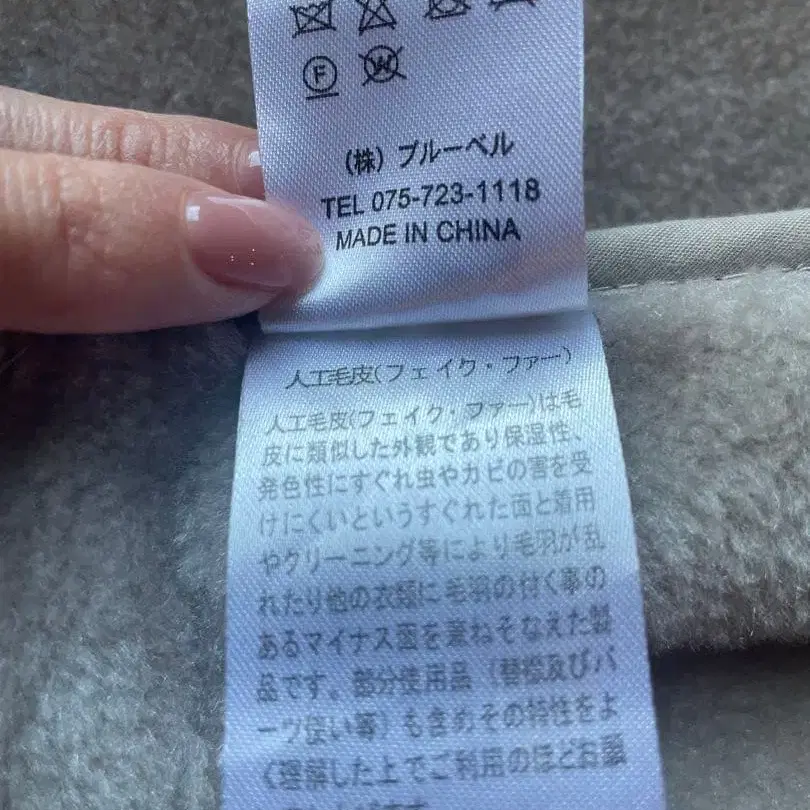 F
W
(株) ブルーベル
TEL 075-723-1118
MADE IN CHINA
人工毛皮(フェイク・ファー)
人工毛皮(フェイク・ファー)は毛
皮に類似した外観であり保湿性、
発色性にすぐれ虫やカビの害を受
けにくいというすぐれた面と着用
やクリーニング等により毛羽が乱
れたり他の衣類に毛羽の付く事の
あるマイナス面を兼ねそなえた製
品です。部分使用品（替襟及びパ
ーツ使い等）も含めその特性をよ
く理解した上でご利用のほどお願